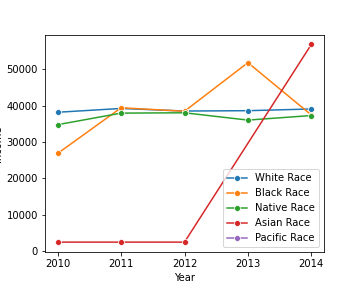 50000
40000
30000
20000
10000
0
2010 2011 2012 2013 2014
Year
White Race
Black Race
Native Race
Asian Race
Pacific Race